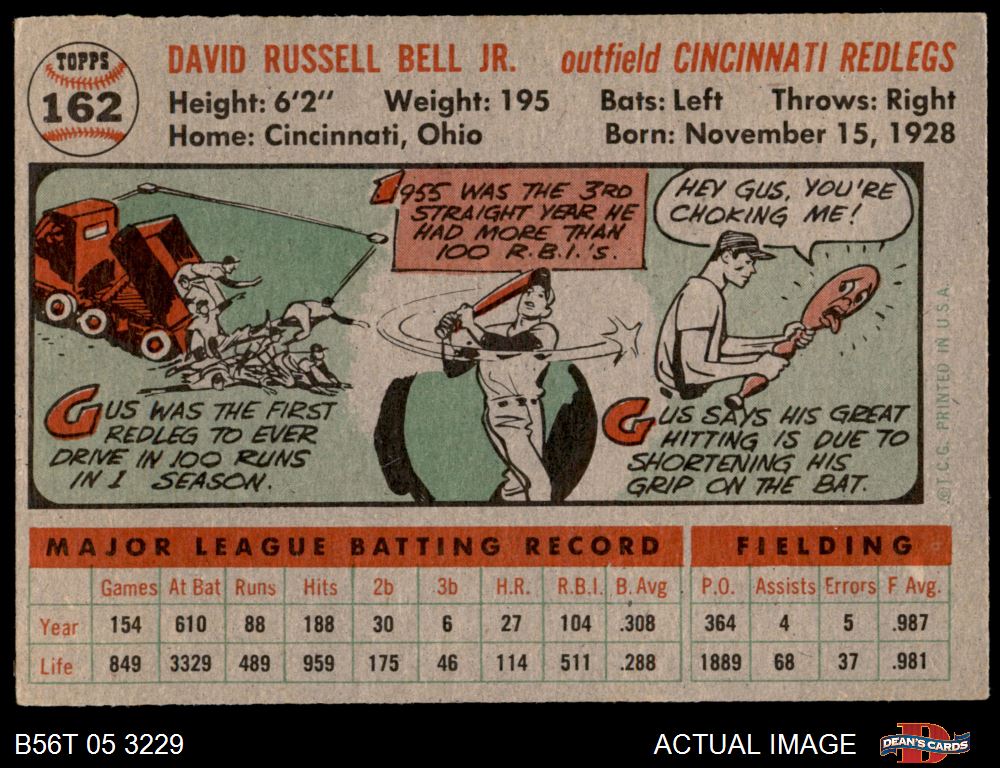 TOPPS
162
DAVID RUSSELL BELL JR. outfield CINCINNATI REDLEGS
Height: 6'2" Weight: 195 Bats: Left Throws: Right
Home: Cincinnati, Ohio Born: November 15, 1928
1955 WAS THE 3RD
STRAIGHT YEAR HE
HAD MORE THAN
100 R.B.I.'S.
HEY GUS, YOU'RE
CHOKING ME!
GUS WAS THE FIRST
REDLEG TO EVER
DRIVE IN 100 RUNS
IN 1 SEASON.
GUS SAYS HIS GREAT
HITTING IS DUE TO
SHORTENING HIS
GRIP ON THE BAT.
©T.C.G. PRINTED IN U.S.A.
MAJOR LEAGUE BATTING RECORD FIELDING
Games At Bat Runs Hits 2b 3b H.R. R.B.I. B. Avg P.O. Assists Errors F Avg.
Year 154 610 88 188 30 6 27 104 .308 364 4 5 .987
Life 849 3329 489 959 175 46 114 511 .288 1889 68 37 .981
B56T 05 3229 ACTUAL IMAGE
DEAN'S CARDS